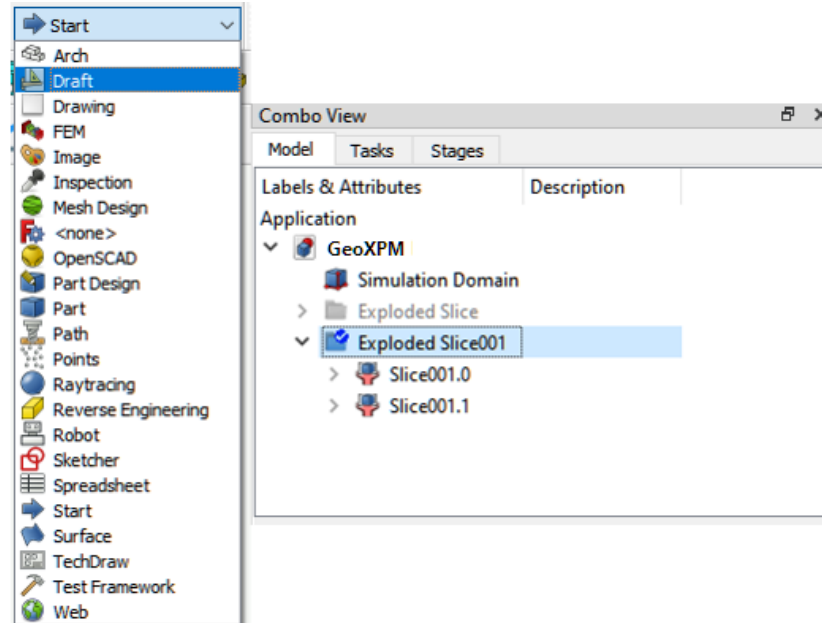 Start
Arch
Draft
Drawing
FEM
Image
Inspection
Mesh Design
<none>
OpenSCAD
Part Design
Part
Path
Points
Raytracing
Reverse Engineering
Robot
Sketcher
Spreadsheet
Start
Surface
TechDraw
Test Framework
Web
Combo View
Model Tasks Stages
Labels & Attributes Description
Application
GeoXPM
Simulation Domain
Exploded Slice
Exploded Slice001
Slice001.0
Slice001.1